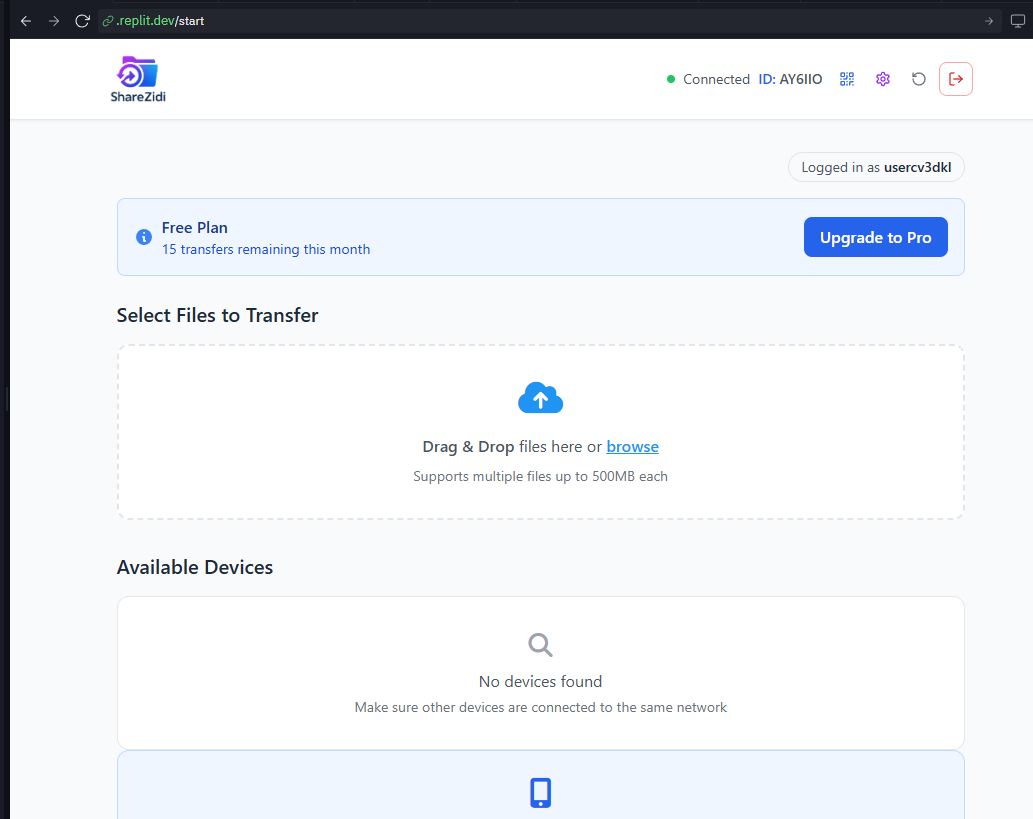 .replit.dev/start
ShareZidi
Connected ID: AY6IIO
Logged in as usercv3dkl
Free Plan
15 transfers remaining this month
Upgrade to Pro
Select Files to Transfer
Drag & Drop files here or browse
Supports multiple files up to 500MB each
Available Devices
No devices found
Make sure other devices are connected to the same network